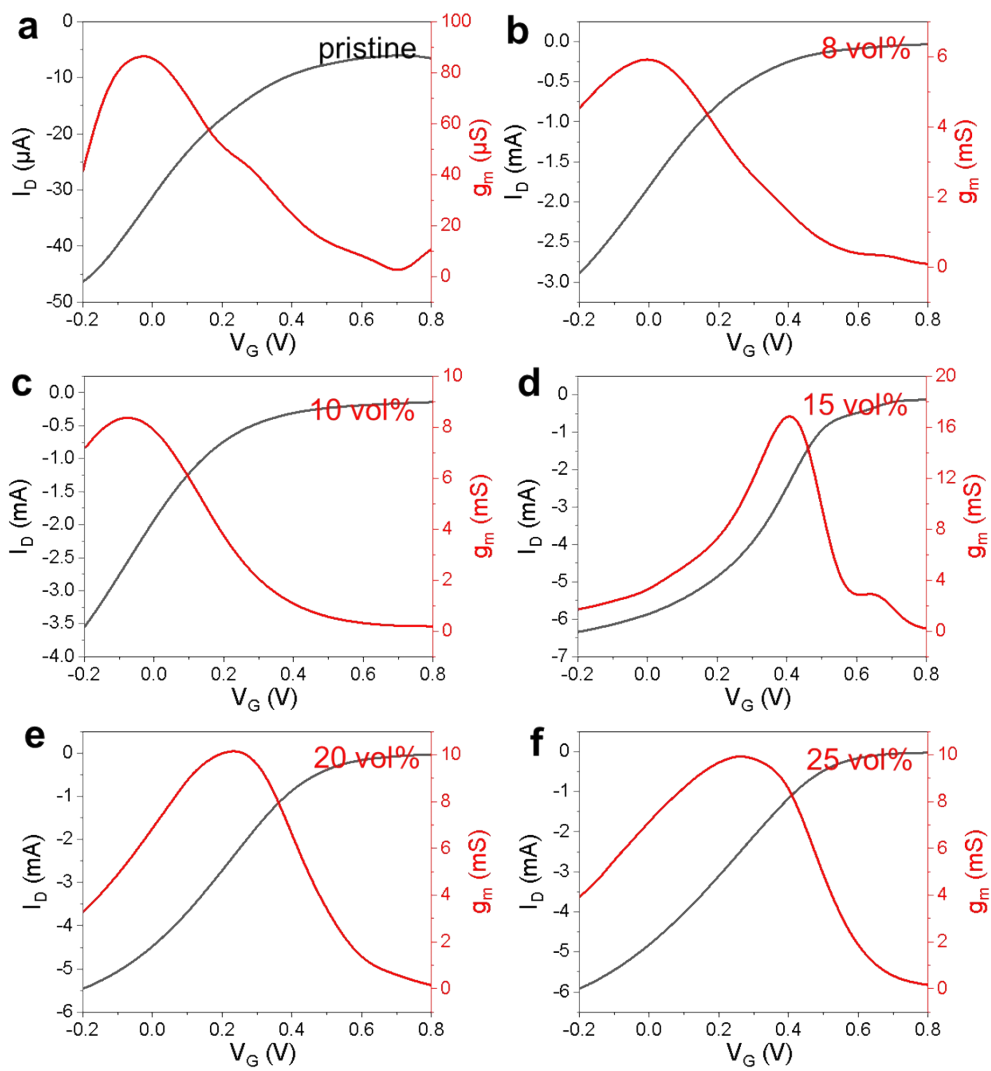 a
pristine
0
-10
-20
-30
-40
-50
I_D (μA)
100
80
60
40
20
0
g_m (μS)
-0.2 0.0 0.2 0.4 0.6 0.8
V_G (V)
b
8 vol%
0.0
-0.5
-1.0
-1.5
-2.0
-2.5
-3.0
I_D (mA)
6
4
2
0
g_m (mS)
-0.2 0.0 0.2 0.4 0.6 0.8
V_G (V)
c
10 vol%
0.0
-0.5
-1.0
-1.5
-2.0
-2.5
-3.0
-3.5
-4.0
I_D (mA)
10
8
6
4
2
0
g_m (mS)
-0.2 0.0 0.2 0.4 0.6 0.8
V_G (V)
d
15 vol%
0
-1
-2
-3
-4
-5
-6
-7
I_D (mA)
20
16
12
8
4
0
g_m (mS)
-0.2 0.0 0.2 0.4 0.6 0.8
V_G (V)
e
20 vol%
0
-1
-2
-3
-4
-5
-6
I_D (mA)
10
8
6
4
2
0
g_m (mS)
-0.2 0.0 0.2 0.4 0.6 0.8
V_G (V)
f
25 vol%
0
-1
-2
-3
-4
-5
-6
I_D (mA)
10
8
6
4
2
0
g_m (mS)
-0.2 0.0 0.2 0.4 0.6 0.8
V_G (V)